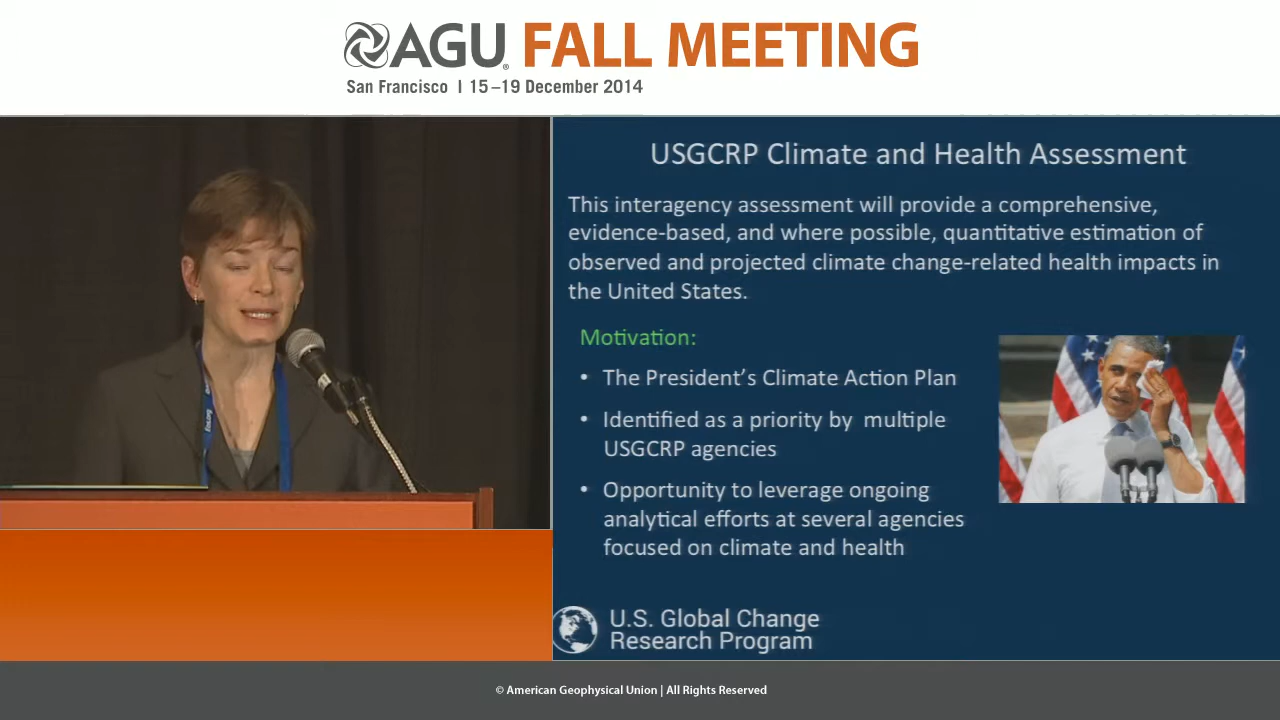 AGU® FALL MEETING
San Francisco | 15–19 December 2014
USGCRP Climate and Health Assessment
This interagency assessment will provide a comprehensive,
evidence-based, and where possible, quantitative estimation of
observed and projected climate change-related health impacts in
the United States.
Motivation:
• The President's Climate Action Plan
• Identified as a priority by multiple
USGCRP agencies
• Opportunity to leverage ongoing
analytical efforts at several agencies
focused on climate and health
U.S. Global Change
Research Program
© American Geophysical Union | All Rights Reserved